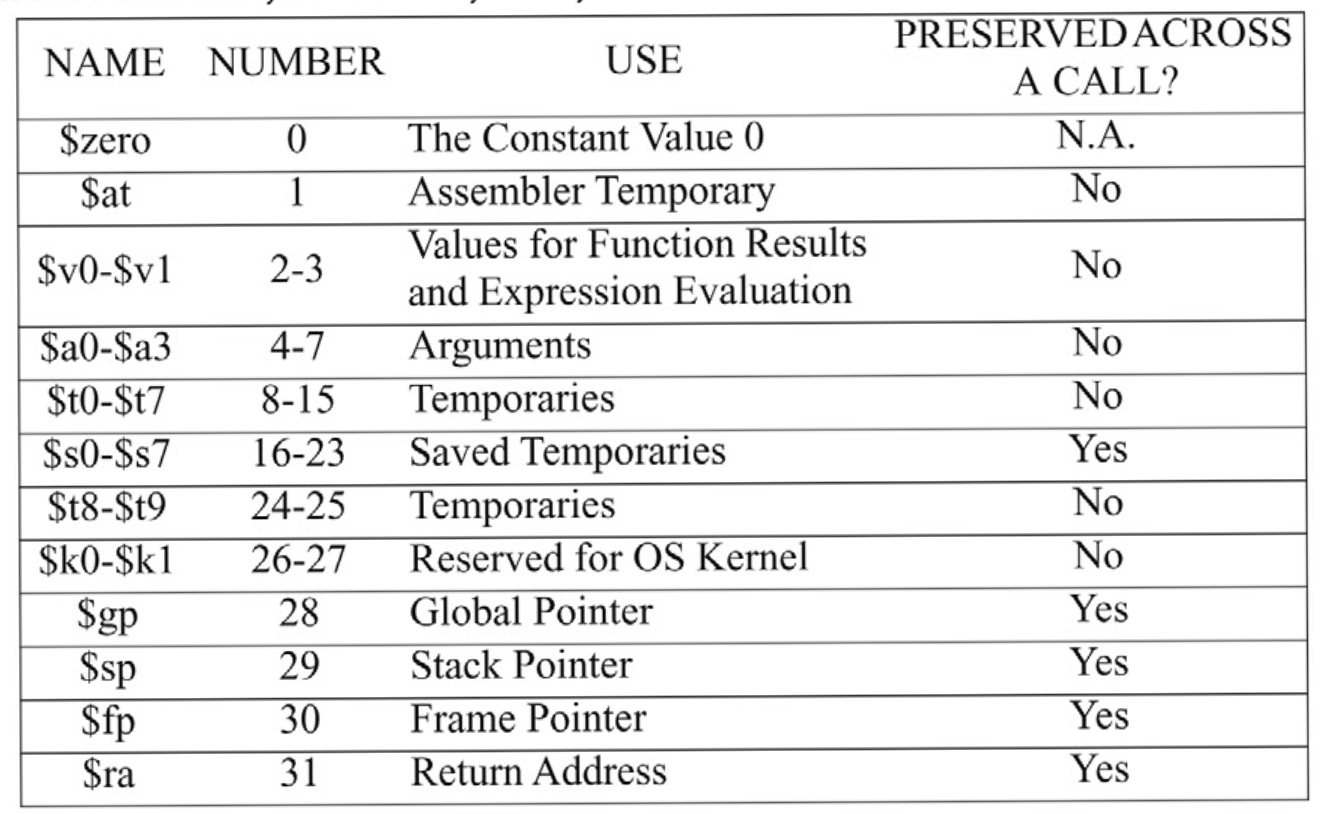 NAME NUMBER USE PRESERVED ACROSS A CALL?
$zero 0 The Constant Value 0 N.A.
$at 1 Assembler Temporary No
$v0-$v1 2-3 Values for Function Results and Expression Evaluation No
$a0-$a3 4-7 Arguments No
$t0-$t7 8-15 Temporaries No
$s0-$s7 16-23 Saved Temporaries Yes
$t8-$t9 24-25 Temporaries No
$k0-$k1 26-27 Reserved for OS Kernel No
$gp 28 Global Pointer Yes
$sp 29 Stack Pointer Yes
$fp 30 Frame Pointer Yes
$ra 31 Return Address Yes